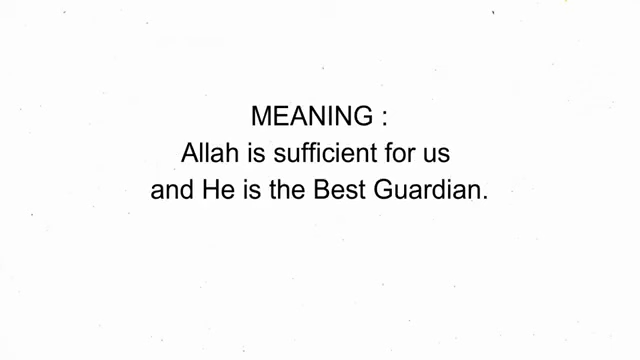 MEANING :
Allah is sufficient for us
and He is the Best Guardian.